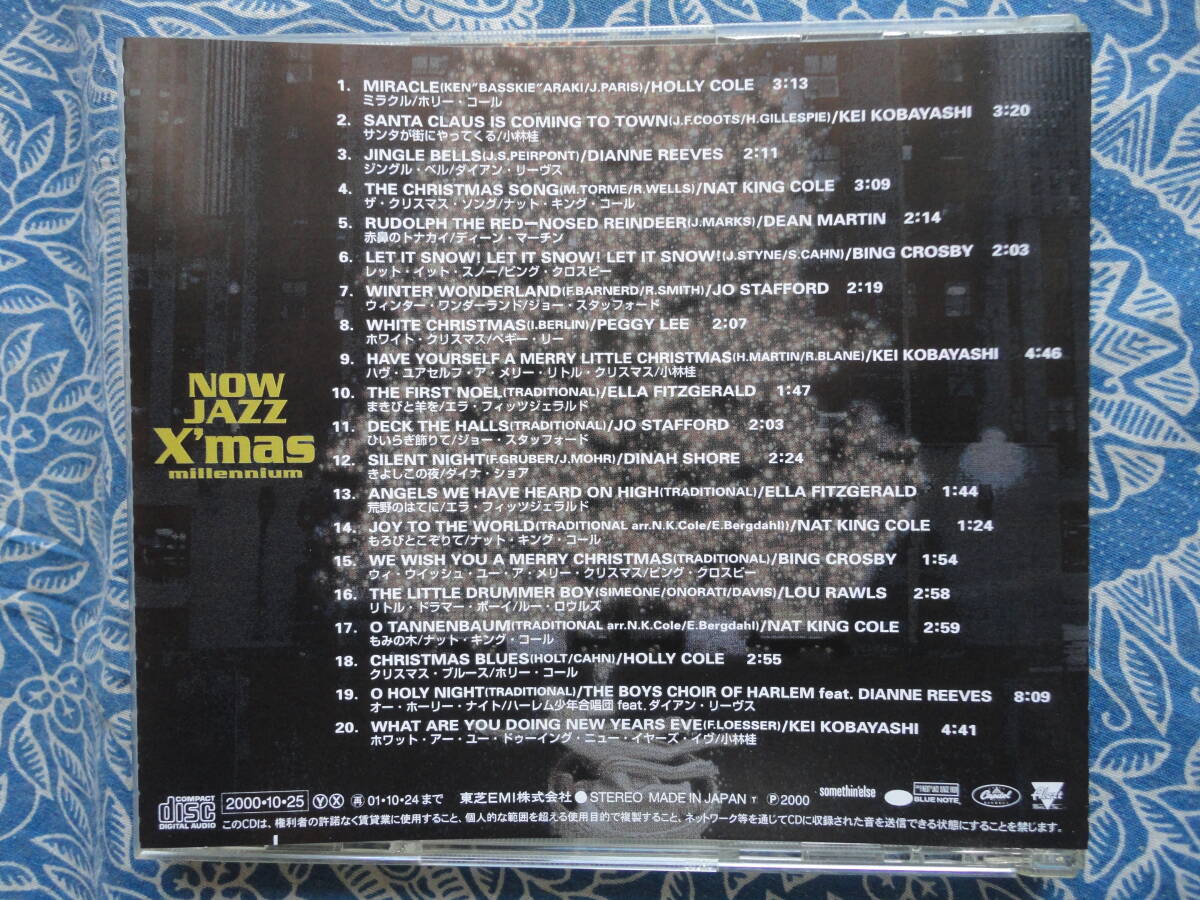 1. MIRACLE(KEN"BASSKIE"ARAKI/J.PARIS)/HOLLY COLE 3:13
ミラクル/ホリー・コール
2. SANTA CLAUS IS COMING TO TOWN(J.F.COOTS/H.GILLESPIE)/KEI KOBAYASHI 3:20
サンタが街にやってくる/小林桂
3. JINGLE BELLS(J.S.PEIRPONT)/DIANNE REEVES 2:11
ジングル・ベル/ダイアン・リーヴス
4. THE CHRISTMAS SONG(M.TORME/R.WELLS)/NAT KING COLE 3:09
ザ・クリスマス・ソング/ナット・キング・コール
5. RUDOLPH THE RED–NOSED REINDEER(J.MARKS)/DEAN MARTIN 2:14
赤鼻のトナカイ/ディーン・マーチン
6. LET IT SNOW! LET IT SNOW! LET IT SNOW!(J.STYNE/S.CAHN)/BING CROSBY 2:03
レット・イット・スノー/ビング・クロスビー
7. WINTER WONDERLAND(F.BARNERD/R.SMITH)/JO STAFFORD 2:19
ウィンター・ワンダーランド/ジョー・スタッフォード
8. WHITE CHRISTMAS(I.BERLIN)/PEGGY LEE 2:07
ホワイト・クリスマス/ペギー・リー
9. HAVE YOURSELF A MERRY LITTLE CHRISTMAS(H.MARTIN/R.BLANE)/KEI KOBAYASHI 4:46
ハヴ・ユアセルフ・ア・メリー・リトル・クリスマス/小林桂
10. THE FIRST NOEL(TRADITIONAL)/ELLA FITZGERALD 1:47
まきびと羊を/エラ・フィッツジェラルド
11. DECK THE HALLS(TRADITIONAL)/JO STAFFORD 2:03
ひいらぎ飾りて/ジョー・スタッフォード
12. SILENT NIGHT(F.GRUBER/J.MOHR)/DINAH SHORE 2:24
きよしこの夜/ダイナ・ショア
13. ANGELS WE HAVE HEARD ON HIGH(TRADITIONAL)/ELLA FITZGERALD 1:44
荒野のはてに/エラ・フィッツジェラルド
14. JOY TO THE WORLD(TRADITIONAL arr.N.K.Cole/E.Bergdahl))/NAT KING COLE 1:24
もろびとこぞりて/ナット・キング・コール
15. WE WISH YOU A MERRY CHRISTMAS(TRADITIONAL)/BING CROSBY 1:54
ウィ・ウイッシュ・ユー・ア・メリー・クリスマス/ビング・クロスビー
16. THE LITTLE DRUMMER BOY(SIMEONE/ONORATI/DAVIS)/LOU RAWLS 2:58
リトル・ドラマー・ボーイ/ルー・ロウルズ
17. O TANNENBAUM(TRADITIONAL arr.N.K.Cole/E.Bergdahl)/NAT KING COLE 2:59
もみの木/ナット・キング・コール
18. CHRISTMAS BLUES(HOLT/CAHN)/HOLLY COLE 2:55
クリスマス・ブルース/ホリー・コール
19. O HOLY NIGHT(TRADITIONAL)/THE BOYS CHOIR OF HARLEM feat. DIANNE REEVES 8:09
オー・ホーリー・ナイト/ハーレム少年合唱団 feat. ダイアン・リーヴス
20. WHAT ARE YOU DOING NEW YEARS EVE(F.LOESSER)/KEI KOBAYASHI 4:41
ホワット・アー・ユー・ドゥーイング・ニュー・イヤーズ・イヴ/小林桂
NOW
JAZZ
X'mas
millennium
COMPACT
disc
DIGITAL AUDIO
2000・10・25 Ⓨ Ⓧ 再 01・10・24 まで 東芝EMI株式会社 ● STEREO MADE IN JAPAN T Ⓟ 2000
somethin'else
BLUE NOTE
Capitol
このCDは、権利者の許諾なく賃貸業に使用すること、個人的な範囲を超える使用目的で複製すること、ネットワーク等を通じてCDに収録された音を送信できる状態にすることを禁じます。